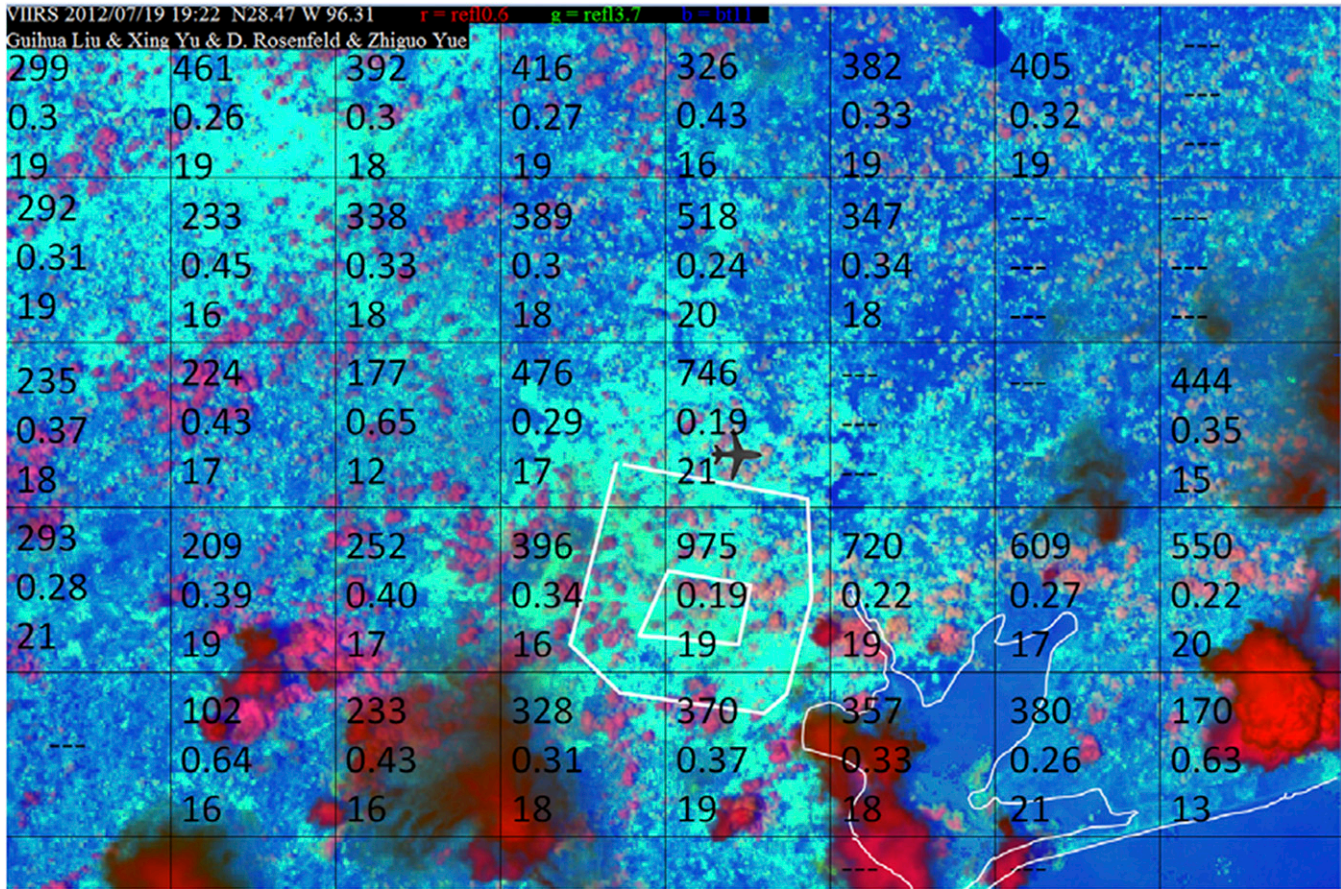 VIIRS 2012/07/19 19:22 N28.47 W 96.31 r = refl0.6 g = refl3.7 b = bt11
Guihua Liu & Xing Yu & D. Rosenfeld & Zhiguo Yue
299 461 392 416 326 382 405 ---
0.3 0.26 0.3 0.27 0.43 0.33 0.32 ---
19 19 18 19 16 19 19 ---
292 233 338 389 518 347 --- ---
0.31 0.45 0.33 0.3 0.24 0.34 --- ---
19 16 18 18 20 18 --- ---
235 224 177 476 746 --- --- 444
0.37 0.43 0.65 0.29 0.19 --- 0.35
18 17 12 17 21 --- 15
293 209 252 396 975 720 609 550
0.28 0.39 0.40 0.34 0.19 0.22 0.27 0.22
21 19 17 16 19 19 17 20
102 233 328 370 357 380 170
--- 0.64 0.43 0.31 0.37 0.33 0.26 0.63
16 16 18 19 18 21 13
--- ---